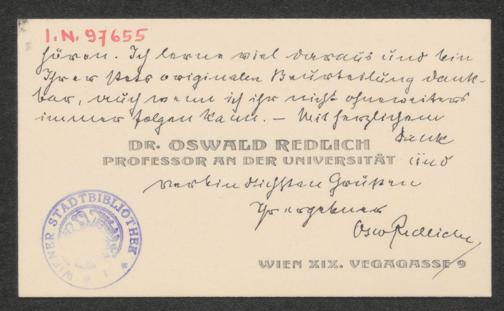 I.N. 97655
hören. Ich lerne viel daraus und bin
Ihrer stets originalen Beurteilung dank-
bar, auch wenn ich ihr nicht ohneweiters
immer folgen kann. – Mit herzlichem
Dank
DR. OSWALD REDLICH
PROFESSOR AN DER UNIVERSITÄT und
verbindlichsten Grüßen
Ihr ergebener
Osw. Redlich
WIENER STADTBIBLIOTHEK
WIEN XIX. VEGAGASSE 9